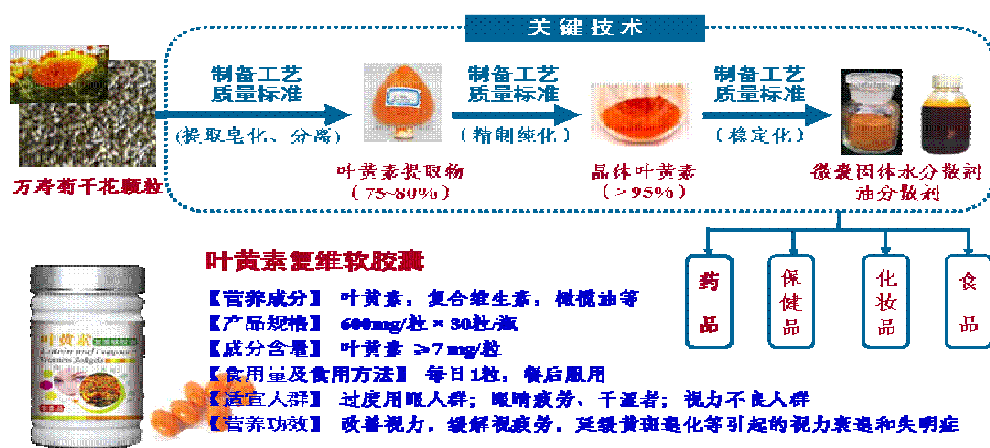 关键技术
制备工艺
质量标准
(提取皂化、分离)
制备工艺
质量标准
(精制纯化)
制备工艺
质量标准
(稳定化)
万寿菊干花颗粒
叶黄素提取物
(75~80%)
晶体叶黄素
(>95%)
微囊固体水分散剂
油分散剂
药品
保健品
化妆品
食品
叶黄素复维软胶囊
【营养成分】 叶黄素,复合维生素,橄榄油等
【产品规格】 600mg/粒×30粒/瓶
【成分含量】 叶黄素 ≥7mg/粒
【食用量及食用方法】 每日1粒,餐后服用
【适宜人群】 过度用眼人群;眼睛疲劳、干涩者;视力不良人群
【营养功效】 改善视力,缓解视疲劳,延缓黄斑退化等引起的视力衰退和失明症
叶黄素